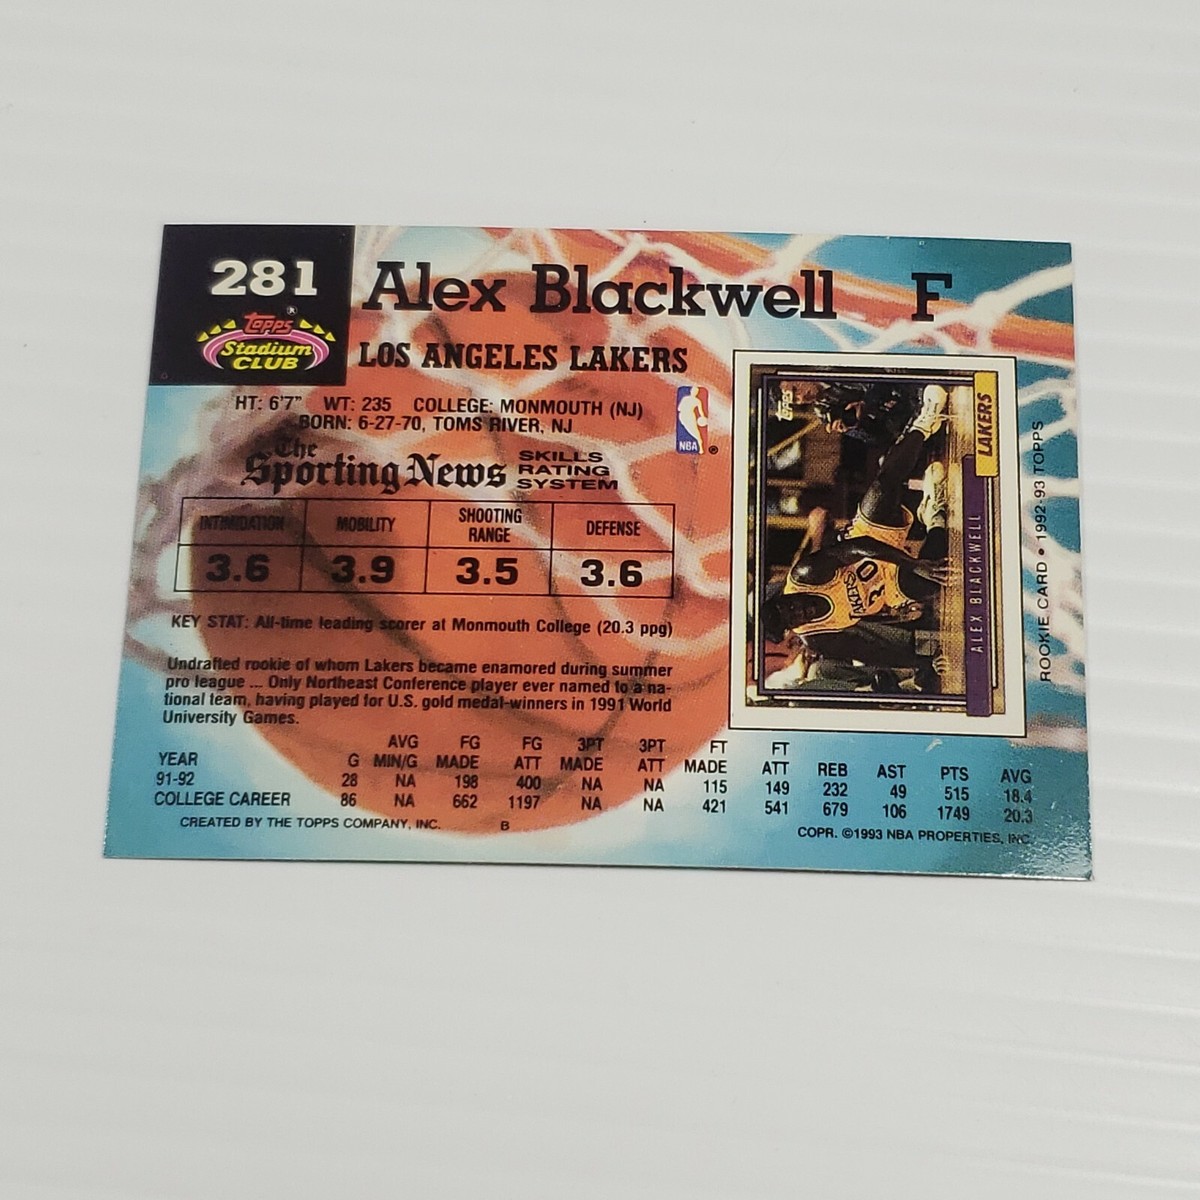 281
Topps ®
Stadium
CLUB
Alex Blackwell F
LOS ANGELES LAKERS
HT: 6'7" WT: 235 COLLEGE: MONMOUTH (NJ)
BORN: 6-27-70, TOMS RIVER, NJ
NBA ®
The
Sporting News
SKILLS
RATING
SYSTEM
INTIMIDATION MOBILITY SHOOTING RANGE DEFENSE
3.6 3.9 3.5 3.6
KEY STAT: All-time leading scorer at Monmouth College (20.3 ppg)
Undrafted rookie of whom Lakers became enamored during summer
pro league ... Only Northeast Conference player ever named to a na-
tional team, having played for U.S. gold medal-winners in 1991 World
University Games.
TOPPS
LAKERS
ALEX BLACKWELL
LAKERS
30
ROOKIE CARD • 1992-93 TOPPS
YEAR G AVG MIN/G FG MADE FG ATT 3PT MADE 3PT ATT FT MADE FT ATT REB AST PTS AVG
91-92 28 NA 198 400 NA NA 115 149 232 49 515 18.4
COLLEGE CAREER 86 NA 662 1197 NA NA 421 541 679 106 1749 20.3
CREATED BY THE TOPPS COMPANY, INC. B
COPR. ©1993 NBA PROPERTIES, INC